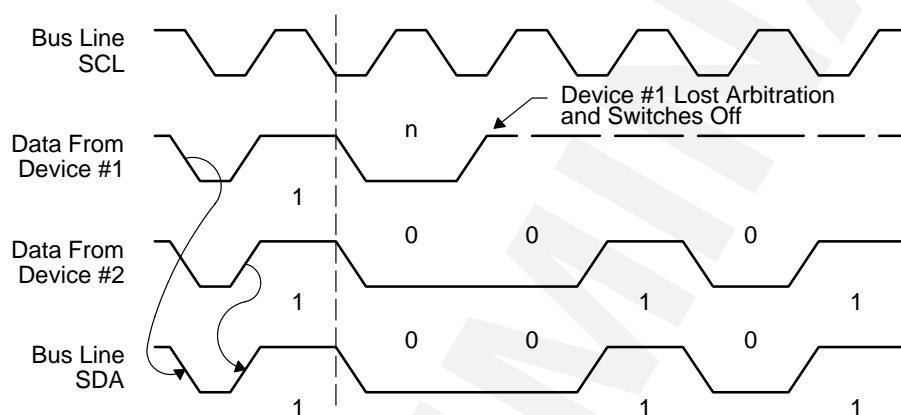 Bus Line
SCL
Device #1 Lost Arbitration
and Switches Off
n
Data From
Device #1
1
0 0 0
Data From
Device #2
1 1 1
0 0 0
Bus Line
SDA
1 1 1